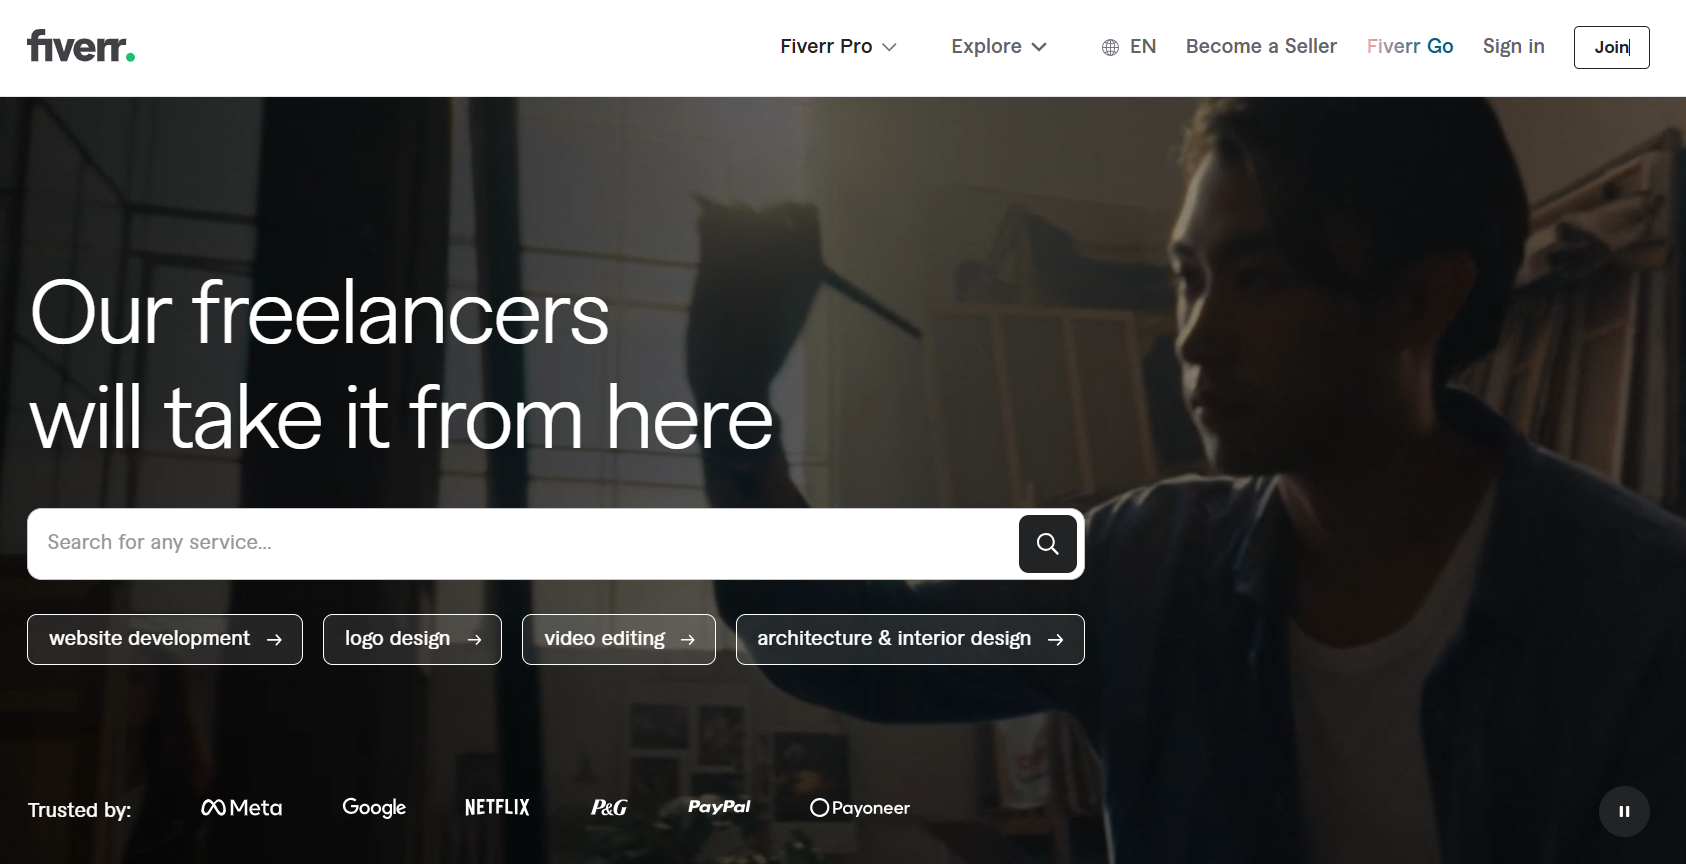 fiverr.
Fiverr Pro
Explore
EN
Become a Seller
Fiverr Go
Sign in
Join
Our freelancers
will take it from here
Search for any service...
website development →
logo design →
video editing →
architecture & interior design →
Trusted by:
Meta
Google
NETFLIX
P&G
PayPal
Payoneer